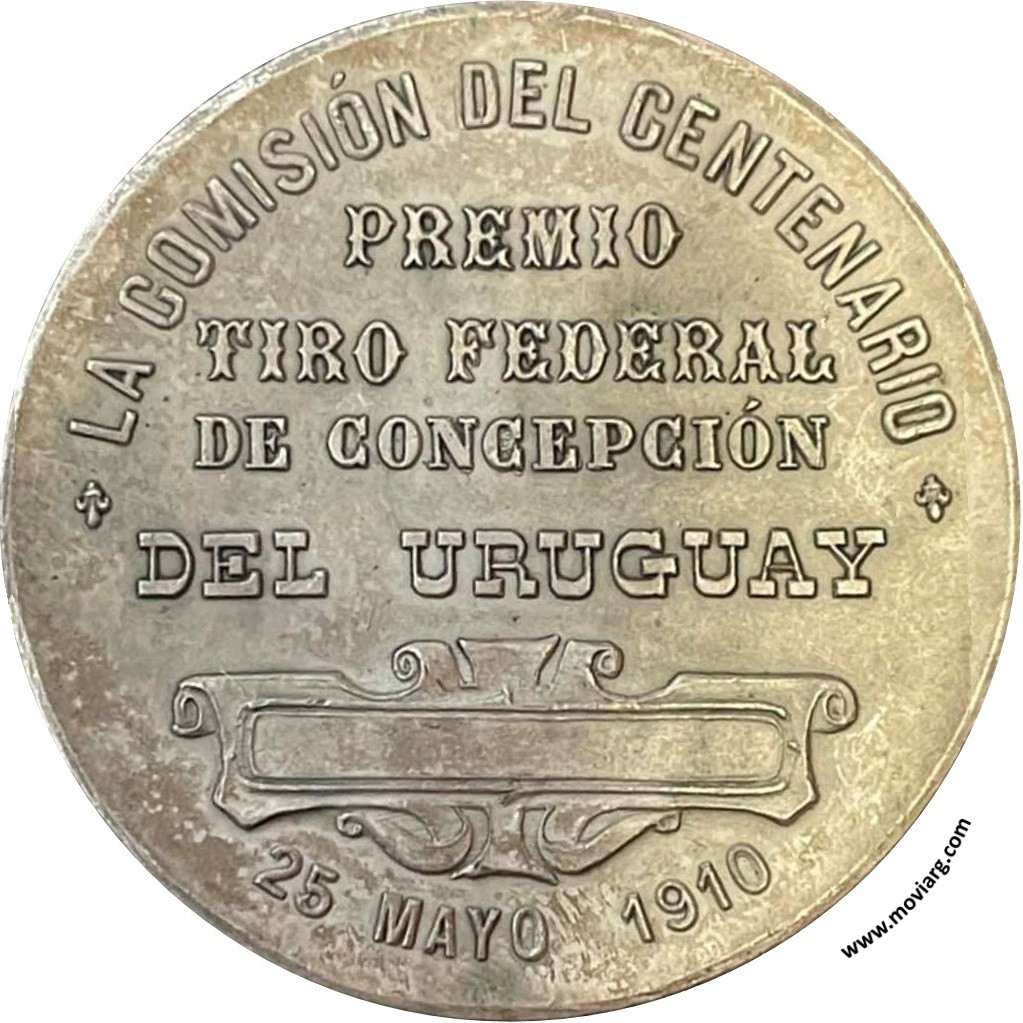 LA COMISIÓN DEL CENTENARIO
PREMIO
TIRO FEDERAL
DE CONCEPCIÓN
DEL URUGUAY
25 MAYO 1910
www.moviarg.com